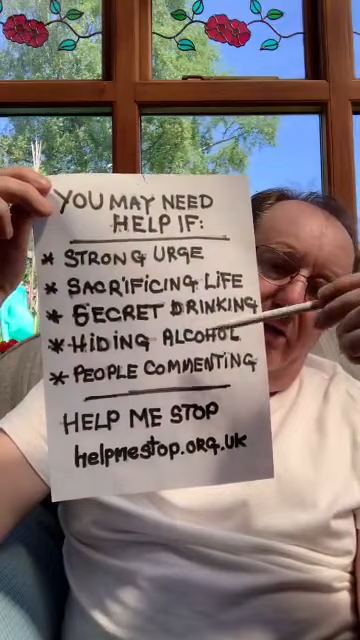 YOU MAY NEED
HELP IF:
* STRONG URGE
* SACRIFICING LIFE
* SECRET DRINKING
* HIDING ALCOHOL
* PEOPLE COMMENTING
HELP ME STOP
helpmestop.org.uk